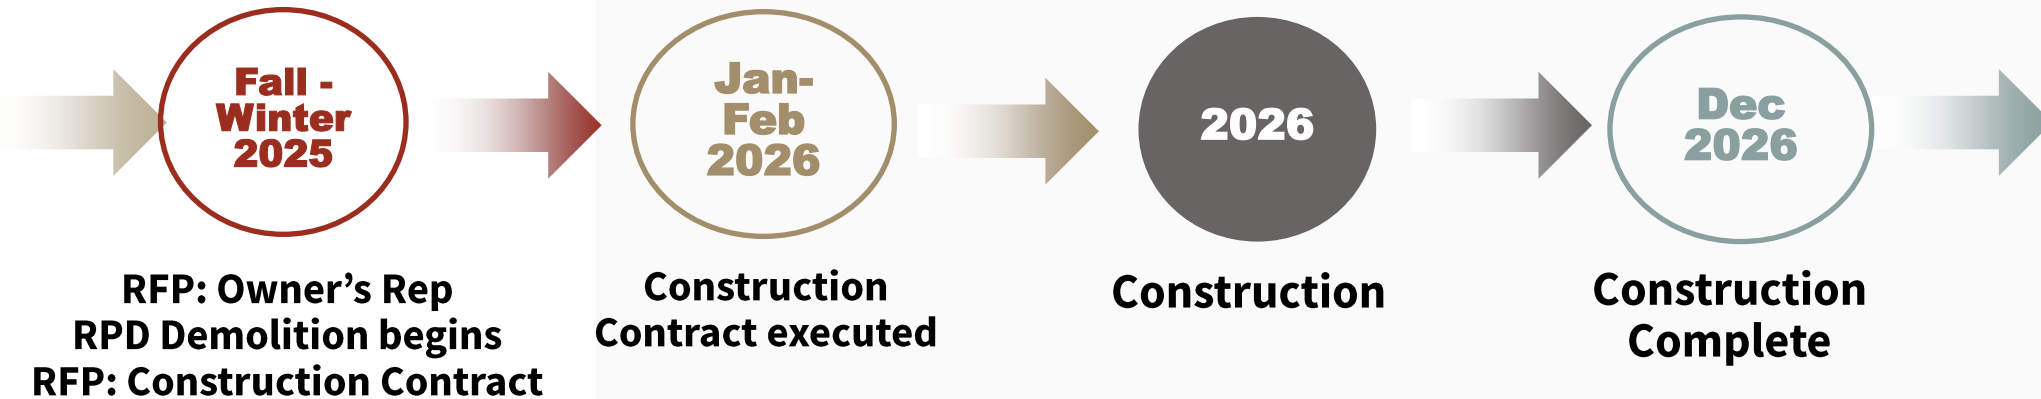 Fall -
Winter
2025
RFP: Owner’s Rep
RPD Demolition begins
RFP: Construction Contract
Jan-
Feb
2026
Construction
Contract executed
2026
Construction
Dec
2026
Construction
Complete